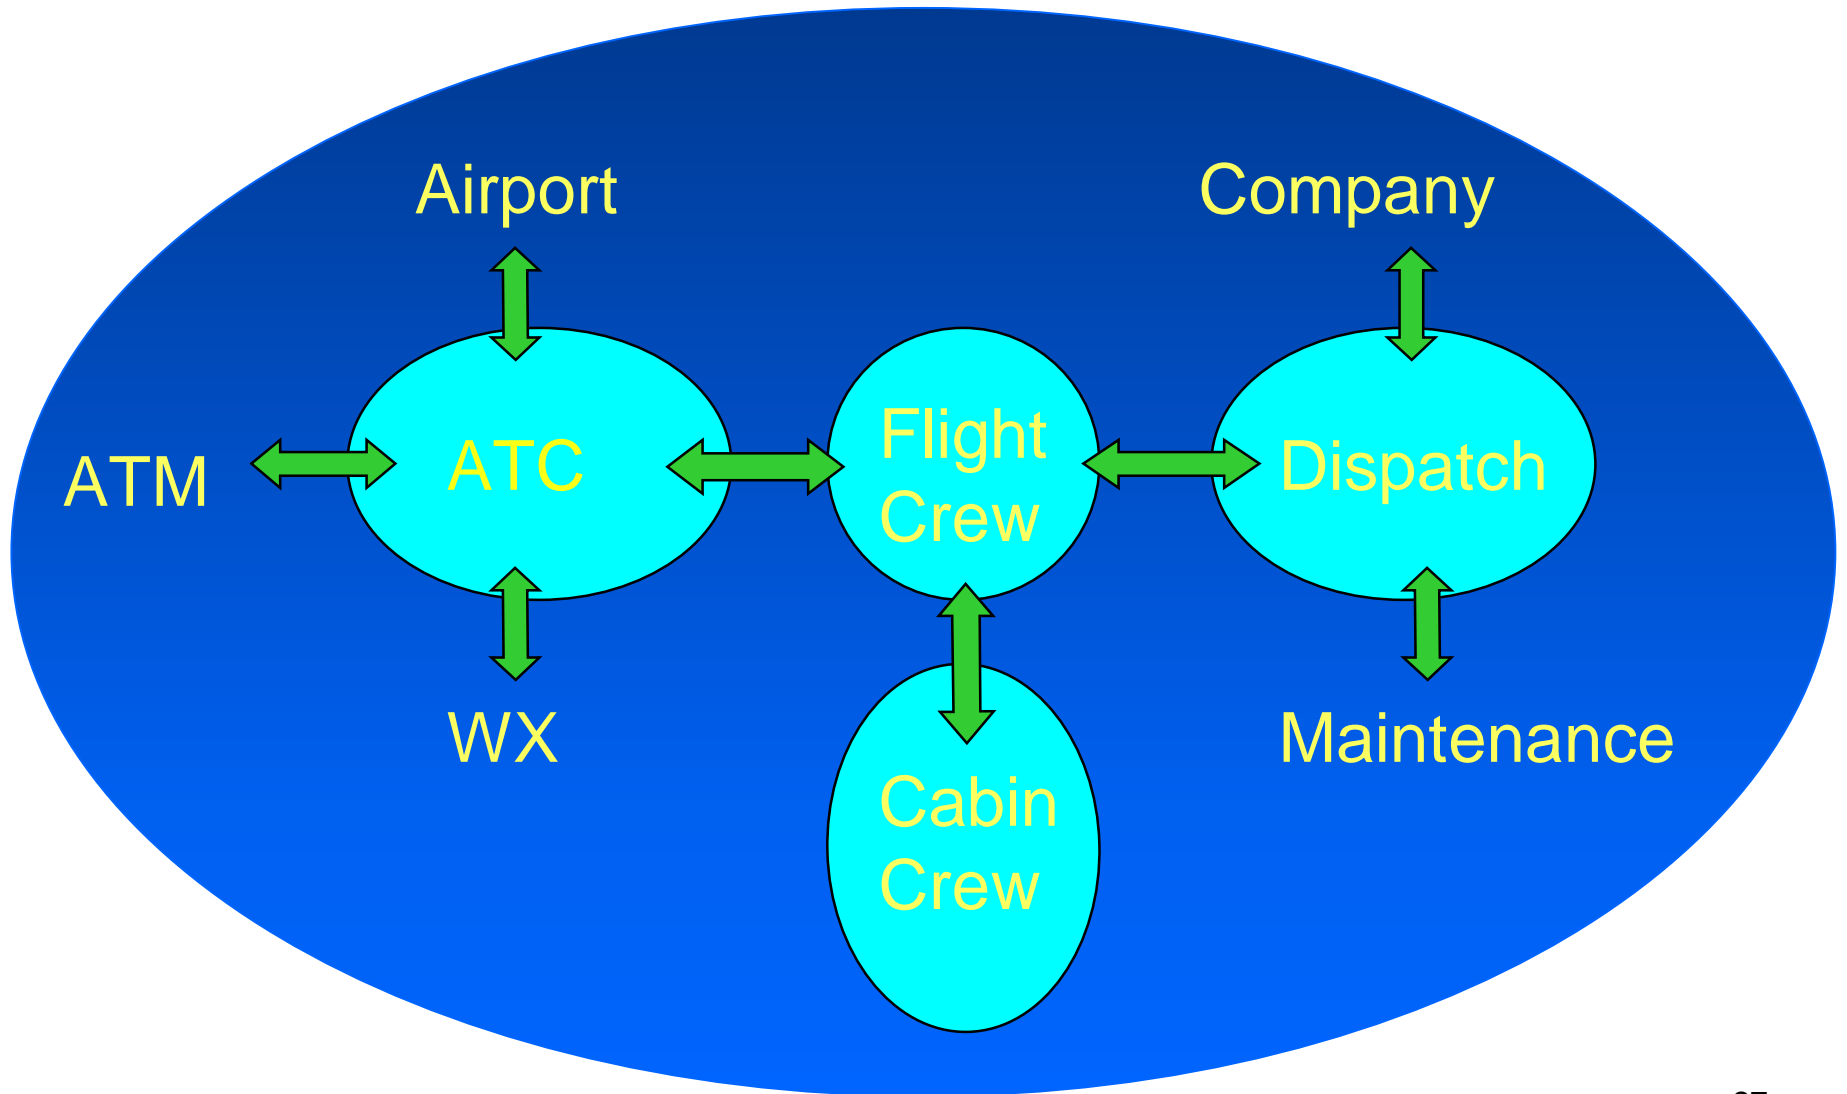 Airport
Company
ATM
ATC
Flight
Crew
Dispatch
WX
Maintenance
Cabin
Crew